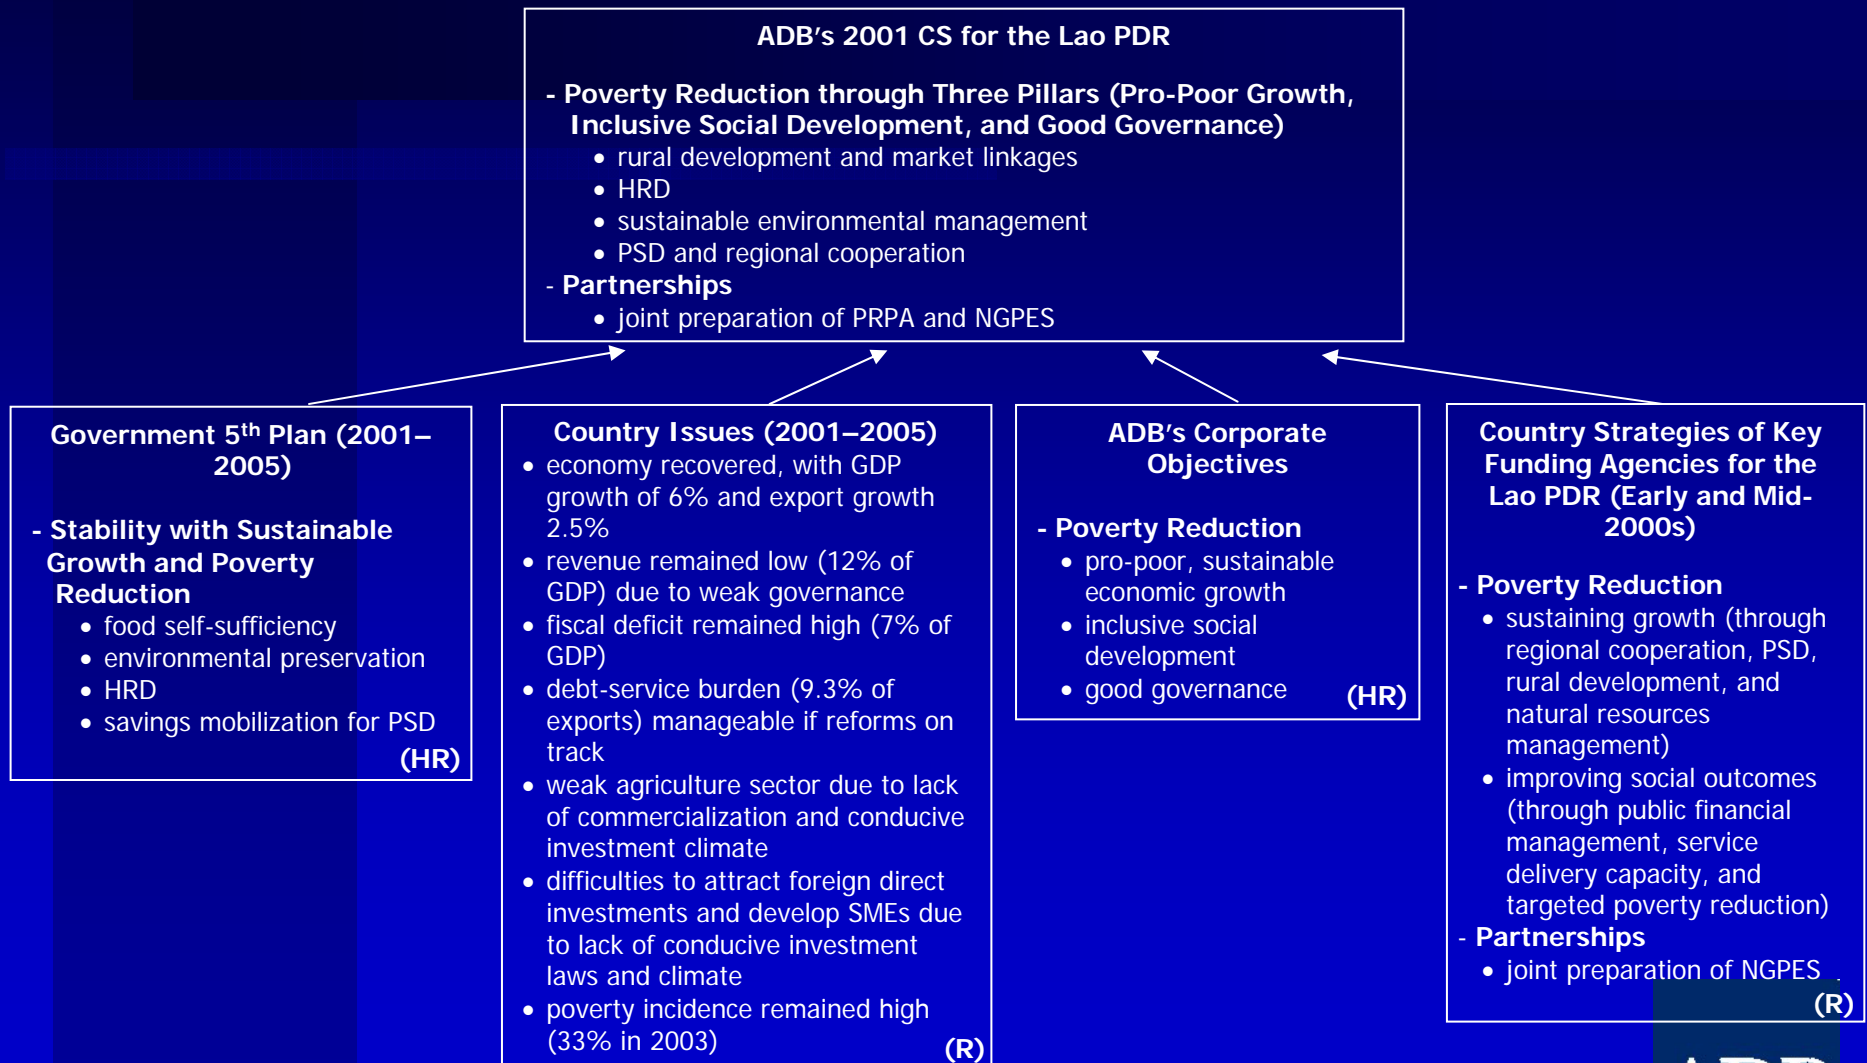 ADB's 2001 CS for the Lao PDR
- Poverty Reduction through Three Pillars (Pro-Poor Growth,
Inclusive Social Development, and Good Governance)
• rural development and market linkages
• HRD
• sustainable environmental management
• PSD and regional cooperation
- Partnerships
• joint preparation of PRPA and NGPES
Government 5th Plan (2001–
2005)
- Stability with Sustainable
Growth and Poverty
Reduction
• food self-sufficiency
• environmental preservation
• HRD
• savings mobilization for PSD
(HR)
Country Issues (2001–2005)
• economy recovered, with GDP
growth of 6% and export growth
2.5%
• revenue remained low (12% of
GDP) due to weak governance
• fiscal deficit remained high (7% of
GDP)
• debt-service burden (9.3% of
exports) manageable if reforms on
track
• weak agriculture sector due to lack
of commercialization and conducive
investment climate
• difficulties to attract foreign direct
investments and develop SMEs due
to lack of conducive investment
laws and climate
• poverty incidence remained high
(33% in 2003)
(R)
ADB's Corporate
Objectives
- Poverty Reduction
• pro-poor, sustainable
economic growth
• inclusive social
development
• good governance (HR)
Country Strategies of Key
Funding Agencies for the
Lao PDR (Early and Mid-
2000s)
- Poverty Reduction
• sustaining growth (through
regional cooperation, PSD,
rural development, and
natural resources
management)
• improving social outcomes
(through public financial
management, service
delivery capacity, and
targeted poverty reduction)
- Partnerships
• joint preparation of NGPES .
(R)